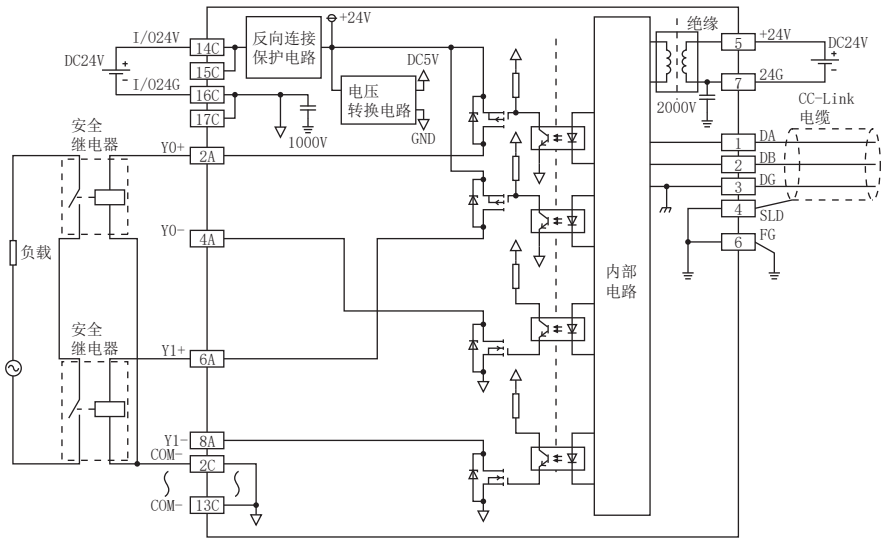 I/O24V
DC24V
I/O24G
14C
15C
16C
17C
反向连接
保护电路
+24V
电压
转换电路
DC5V
GND
1000V
绝缘
2000V
5
+24V
DC24V
7
24G
CC-Link
电缆
1
DA
2
DB
3
DG
4
SLD
6
FG
安全
继电器
Y0+
2A
Y0-
4A
负载
内部
电路
安全
继电器
Y1+
6A
Y1-
8A
COM-
2C
COM-
13C